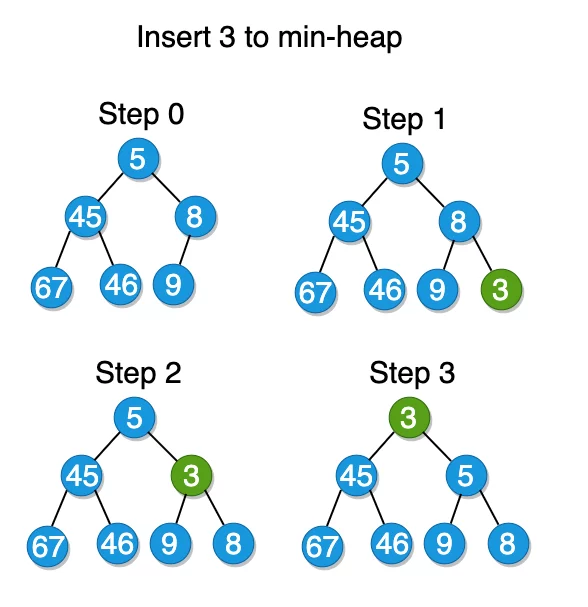 Insert 3 to min-heap
Step 0
5
45 8
67 46 9
Step 1
5
45 8
67 46 9 3
Step 2
5
45 3
67 46 9 8
Step 3
3
45 5
67 46 9 8